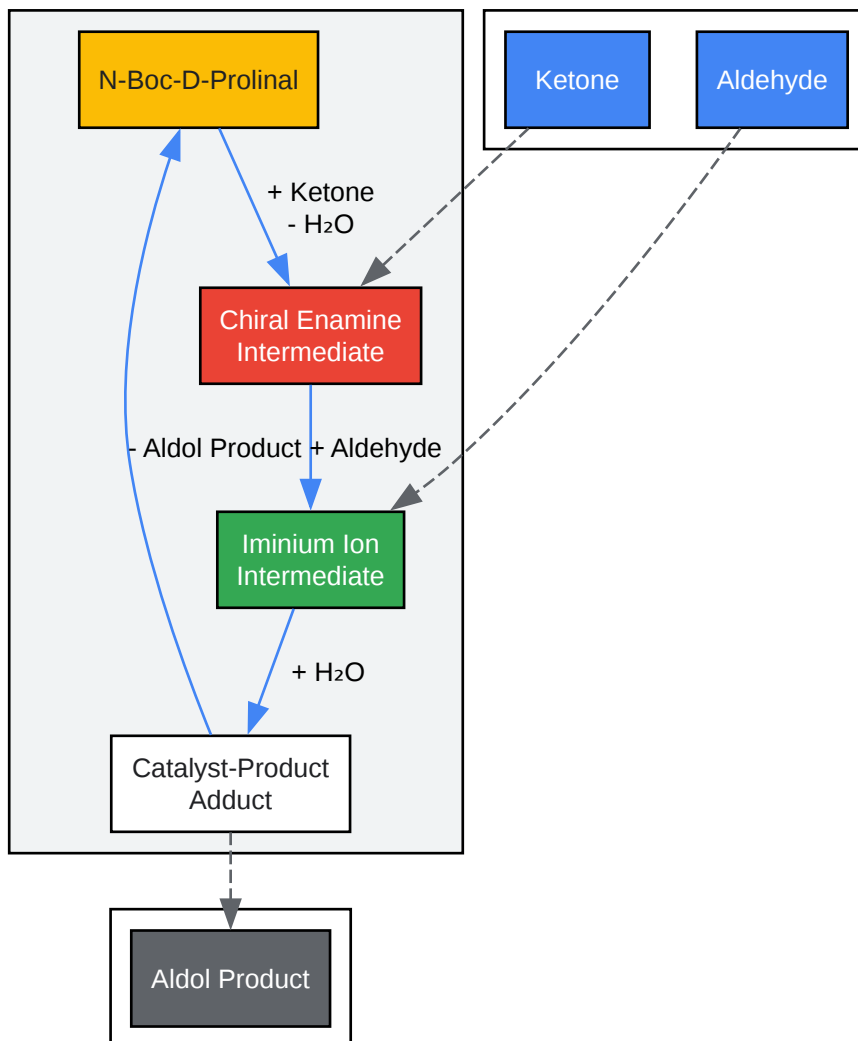 N-Boc-D-Prolinal
Ketone
Aldehyde
+ Ketone
- H₂O
Chiral Enamine
Intermediate
- Aldol Product
+ Aldehyde
Iminium Ion
Intermediate
+ H₂O
Catalyst-Product
Adduct
Aldol Product